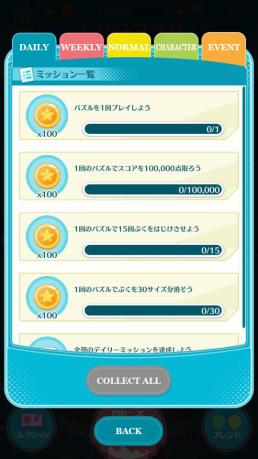 DAILY
WEEKLY
NORMAL
CHARACTER
EVENT
ミッション一覧
パズルを1回プレイしよう
x100
0/1
1回のパズルでスコアを100,000点取ろう
x100
0/100,000
1回のパズルで15回ぷくをはじけさせよう
x100
0/15
1回のパズルでぷくを30サイズ分消そう
x100
0/30
全部のデイリーミッションを達成しよう
COLLECT ALL
コレクション
フレンド
BACK